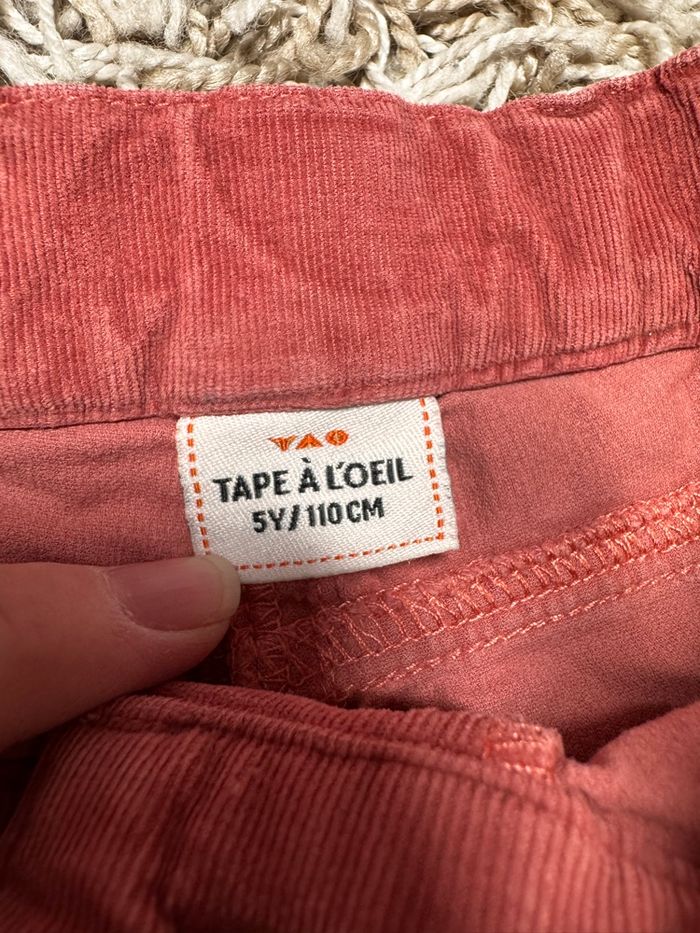 TAO
TAPE À L'OEIL
5Y/110CM